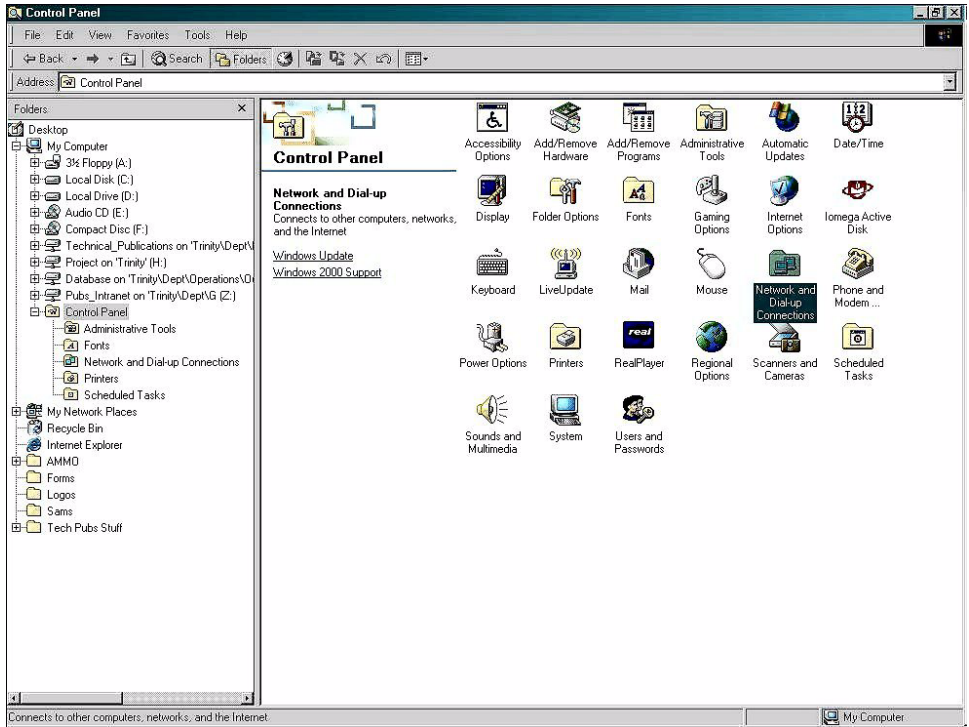 Control Panel
File Edit View Favorites Tools Help
Back Search Folders
Address Control Panel
Folders
Desktop
My Computer
3½ Floppy (A:)
Local Disk (C:)
Local Drive (D:)
Audio CD (E:)
Compact Disc (F:)
Technical_Publications on 'Trinity\Dept\I
Project on 'Trinity' (H:)
Database on 'Trinity\Dept\Operations\O
Pubs_Intranet on 'Trinity\Dept\G (Z:)
Control Panel
Administrative Tools
Fonts
Network and Dial-up Connections
Printers
Scheduled Tasks
My Network Places
Recycle Bin
Internet Explorer
AMMO
Forms
Logos
Sams
Tech Pubs Stuff
Control Panel
Network and Dial-up
Connections
Connects to other computers, networks,
and the Internet
Windows Update
Windows 2000 Support
Accessibility
Options
Add/Remove
Hardware
Add/Remove
Programs
Administrative
Tools
Automatic
Updates
Date/Time
Display
Folder Options
Fonts
Gaming
Options
Internet
Options
Iomega Active
Disk
Keyboard
LiveUpdate
Mail
Mouse
Network and
Dial-up
Connections
Phone and
Modem ...
Power Options
Printers
real
RealPlayer
Regional
Options
Scanners and
Cameras
Scheduled
Tasks
Sounds and
Multimedia
System
Users and
Passwords
Connects to other computers, networks, and the Internet
My Computer